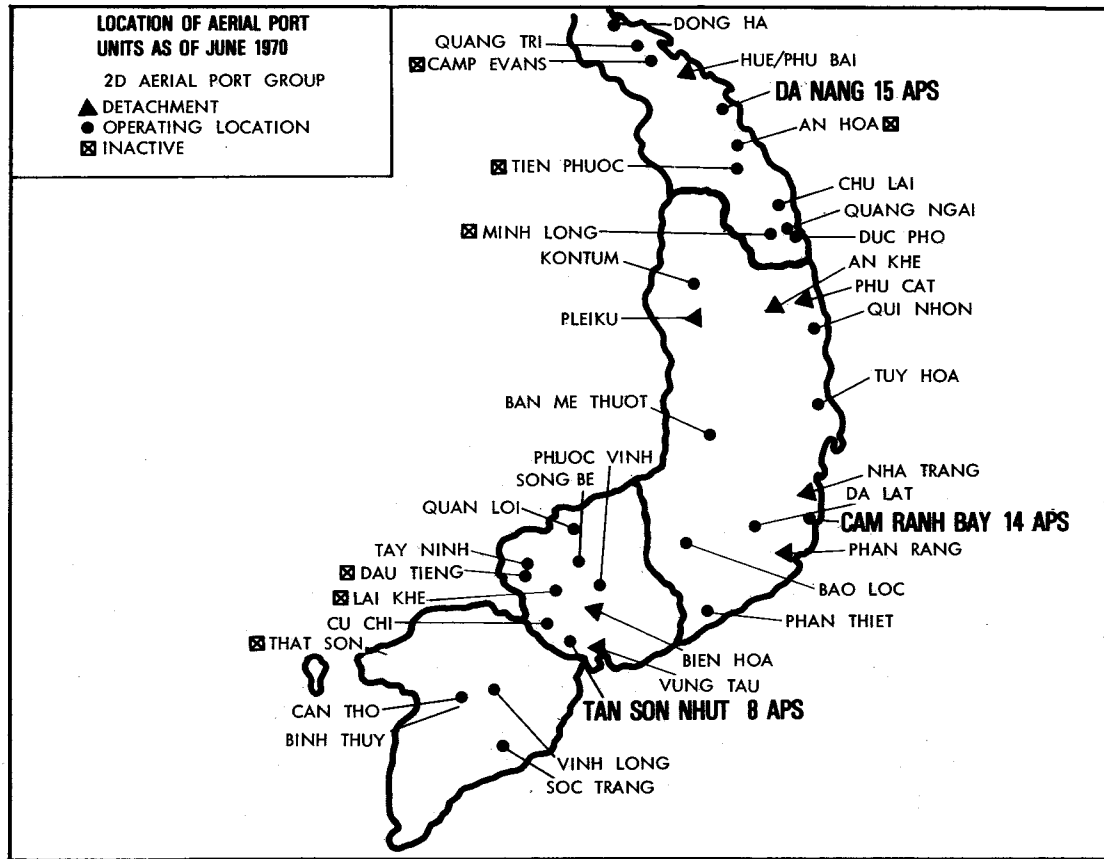 LOCATION OF AERIAL PORT
UNITS AS OF JUNE 1970
2D AERIAL PORT GROUP
DETACHMENT
OPERATING LOCATION
INACTIVE
DONG HA
QUANG TRI
CAMP EVANS
HUE/PHU BAI
DA NANG 15 APS
AN HOA
TIEN PHUOC
CHU LAI
QUANG NGAI
MINH LONG
DUC PHO
KONTUM
AN KHE
PHU CAT
QUI NHON
PLEIKU
TUY HOA
BAN ME THUOT
PHUOC VINH
SONG BE
NHA TRANG
DA LAT
QUAN LOI
CAM RANH BAY 14 APS
TAY NINH
PHAN RANG
DAU TIENG
BAO LOC
LAI KHE
PHAN THIET
CU CHI
THAT SON
BIEN HOA
VUNG TAU
CAN THO
TAN SON NHUT 8 APS
BINH THUY
VINH LONG
SOC TRANG